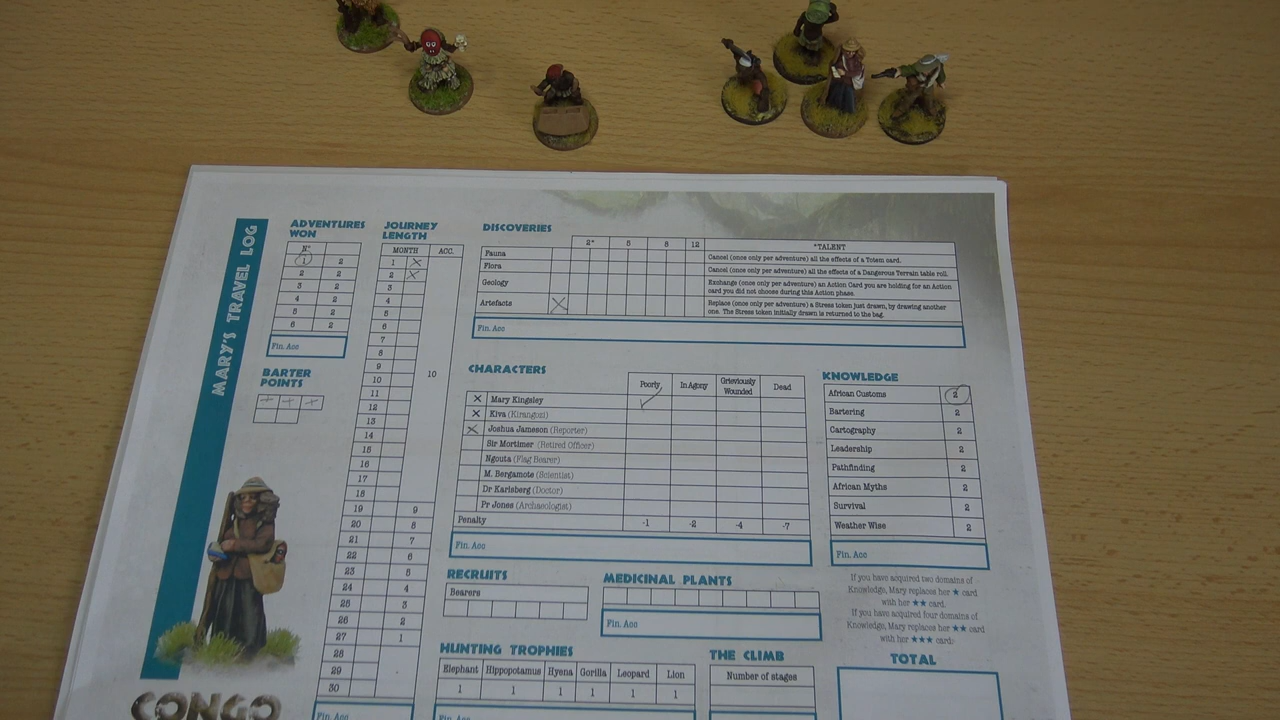 MARY'S TRAVEL LOG
ADVENTURES WON
N°
1 2
2 2
3 2
4 2
5 2
6 2
Fin. Acc
BARTER POINTS
JOURNEY LENGTH
MONTH ACC.
1 X
2 X
3
4
5
6
7
8
9
10 10
11
12
13
14
15
16
17
18
19 9
20 8
21 7
22 6
23 5
24 4
25 3
26 2
27 1
28
29
30
Fin. Acc
DISCOVERIES
2* 5 8 12 *TALENT
Fauna Cancel (once only per adventure) all the effects of a Totem card.
Flora Cancel (once only per adventure) all the effects of a Dangerous Terrain table roll.
Geology Exchange (once only per adventure) an Action Card you are holding for an Action
card you did not choose during this Action phase.
Artefacts X Replace (once only per adventure) a Stress token just drawn, by drawing another
one. The Stress token initially drawn is returned to the bag.
Fin. Acc
CHARACTERS
Poorly In Agony Grieviously Wounded Dead
X Mary Kingsley
X Kiva (Kirangozi)
X Joshua Jameson (Reporter)
Sir Mortimer (Retired Officer)
Ngouta (Flag Bearer)
M. Bergamote (Scientist)
Dr Karlsberg (Doctor)
Pr Jones (Archaeologist)
Penalty -1 -2 -4 -7
Fin. Acc
KNOWLEDGE
African Customs 2
Bartering 2
Cartography 2
Leadership 2
Pathfinding 2
African Myths 2
Survival 2
Weather Wise 2
Fin. Acc
If you have acquired two domains of
Knowledge, Mary replaces her ★ card
with her ★★ card.
If you have acquired four domains of
Knowledge, Mary replaces her ★★ card
with her ★★★ card.
RECRUITS
Bearers
MEDICINAL PLANTS
Fin. Acc
HUNTING TROPHIES
Elephant Hippopotamus Hyena Gorilla Leopard Lion
1 1 1 1 1 1
Fin. Acc
THE CLIMB
Number of stages
TOTAL
CONGO